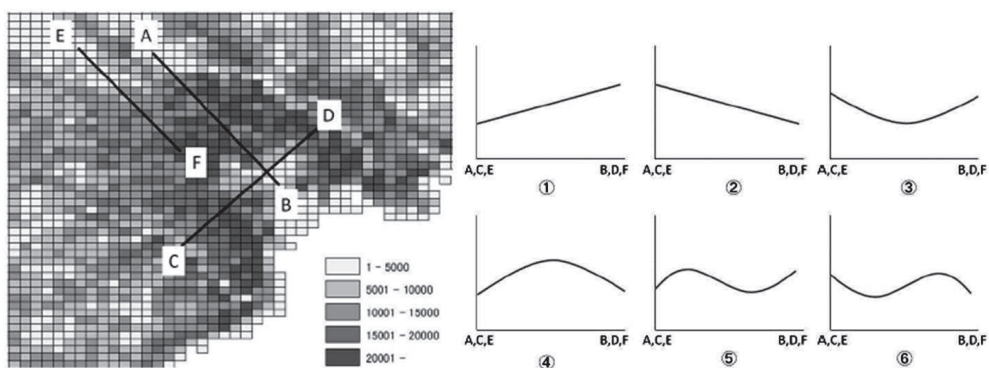 E
A
D
F
B
C
1 - 5000
5001 - 10000
10001 - 15000
15001 - 20000
20001 -
A,C,E B,D,F
①
A,C,E B,D,F
②
A,C,E B,D,F
③
A,C,E B,D,F
④
A,C,E B,D,F
⑤
A,C,E B,D,F
⑥